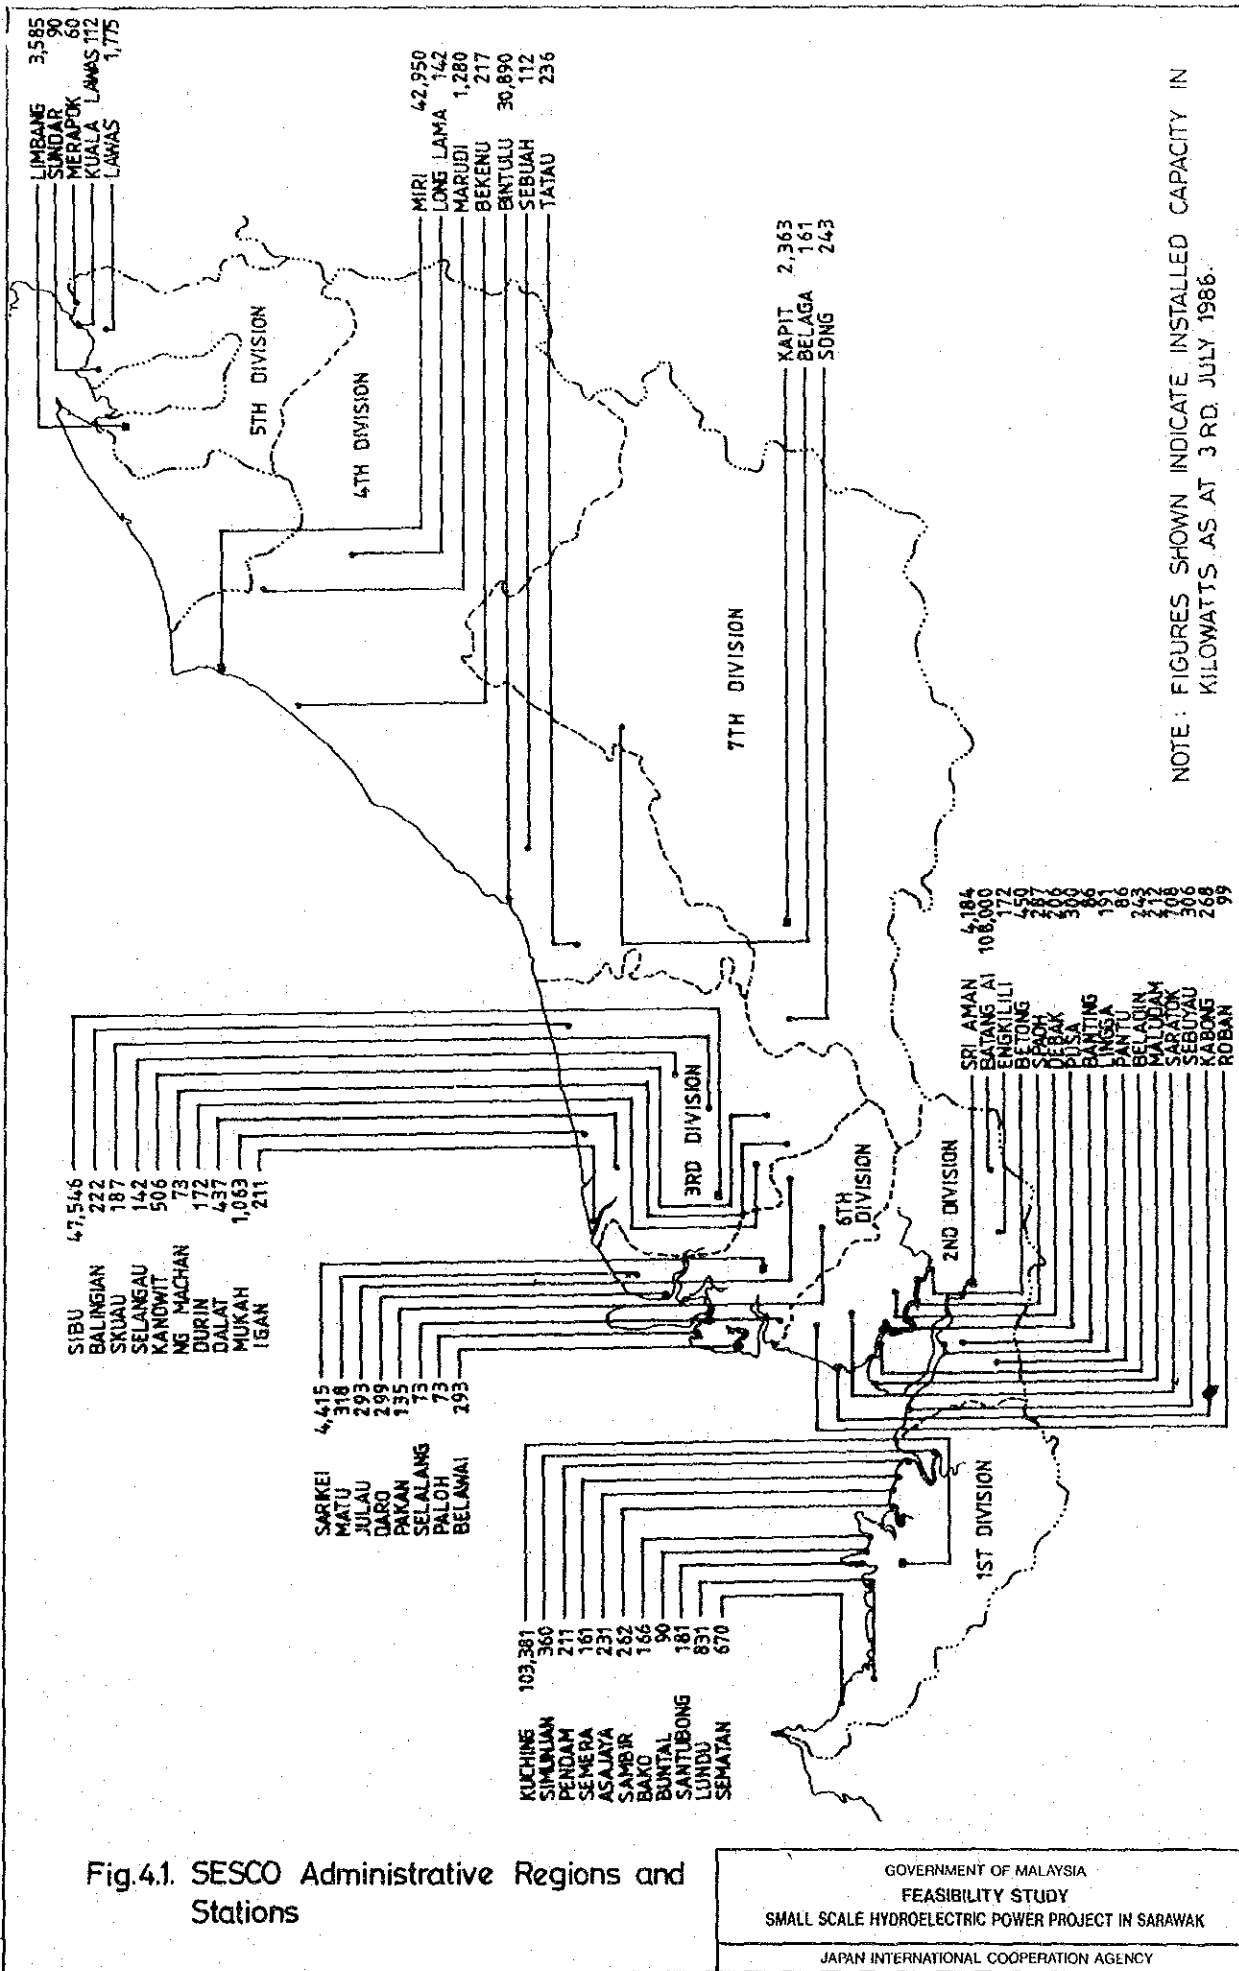 LIMBANG 3,585
SUNDAR 90
MERAPOK 60
KUALA LAWAS 112
LAWAS 1,775
MIRI 42,950
LONG LAMA 142
MARUDI 1,280
BEKENU 217
BINTULU 30,890
SEBUAH 112
TATAU 236
KAPIT 2,363
BELAGA 161
SONG 243
5TH DIVISION
4TH DIVISION
7TH DIVISION
3RD DIVISION
6TH
DIVISION
2ND DIVISION
1ST DIVISION
SIBU 47,546
BALINGIAN 222
SKUAU 187
SELANGAU 142
KANOWIT 506
NG MACHAN 73
DURIN 172
DALAT 437
MUKAH 1,063
IGAN 211
SARIKEI 4,415
MATU 318
JULAU 293
DARO 299
PAKAN 135
SELALANG 73
PALOH 73
BELAWAI 293
KUCHING 103,381
SIMUNJAN 360
PENDAM 211
SEMERA 161
ASAJAYA 231
SAMBIR 262
BAKO 166
BUNTAL 90
SANTUBONG 181
LUNDU 831
SEMATAN 670
SRI AMAN 4,184
BATANG AI 108,000
ENGKILILI 172
BETONG 450
SPAOH 287
DEBAK 206
PUSA 300
BANTING 86
LINGGA 191
PANTU 86
BELADIN 243
MALUDAM 212
SARATOK 708
SEBUYAU 306
KABONG 268
ROBAN 99
NOTE : FIGURES SHOWN INDICATE INSTALLED CAPACITY IN
KILOWATTS AS AT 3RD. JULY 1986.
Fig.4.1. SESCO Administrative Regions and
Stations
GOVERNMENT OF MALAYSIA
FEASIBILITY STUDY
SMALL SCALE HYDROELECTRIC POWER PROJECT IN SARAWAK
JAPAN INTERNATIONAL COOPERATION AGENCY